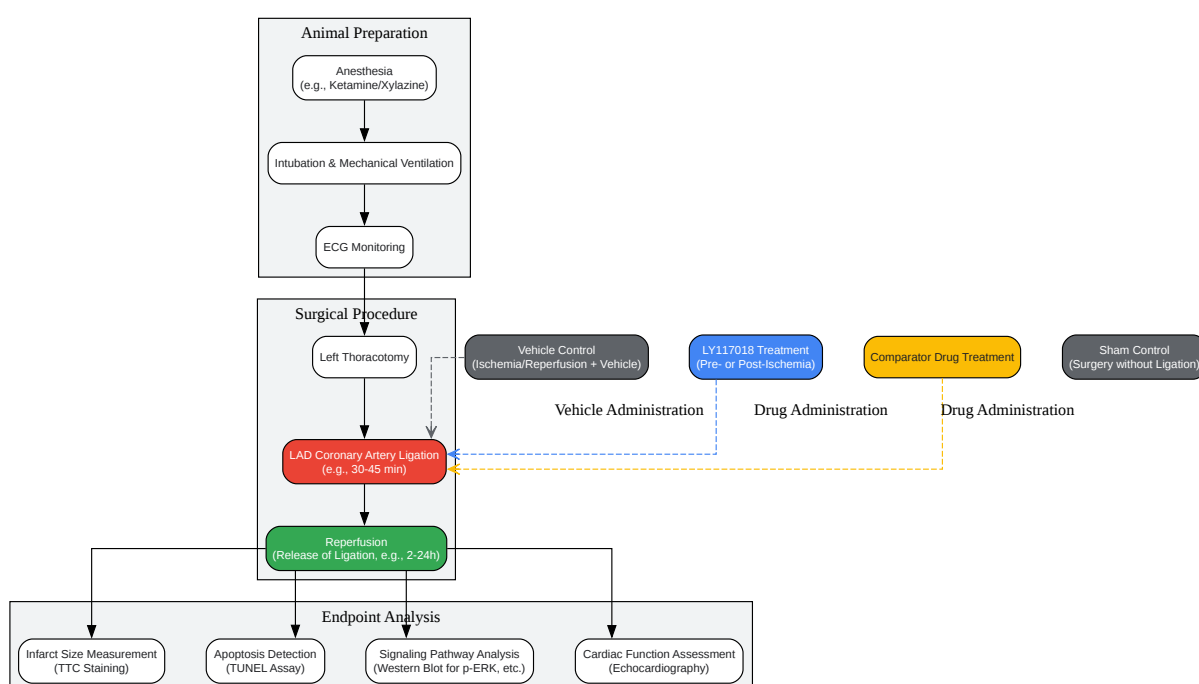 Animal Preparation
Anesthesia
(e.g., Ketamine/Xylazine)
Intubation & Mechanical Ventilation
ECG Monitoring
Surgical Procedure
Left Thoracotomy
Vehicle Control
(Ischemia/Reperfusion + Vehicle)
LY117018 Treatment
(Pre- or Post-Ischemia)
Comparator Drug Treatment
Sham Control
(Surgery without Ligation)
Vehicle Administration
Drug Administration
Drug Administration
LAD Coronary Artery Ligation
(e.g., 30-45 min)
Reperfusion
(Release of Ligation, e.g., 2-24h)
Endpoint Analysis
Infarct Size Measurement
(TTC Staining)
Apoptosis Detection
(TUNEL Assay)
Signaling Pathway Analysis
(Western Blot for p-ERK, etc.)
Cardiac Function Assessment
(Echocardiography)